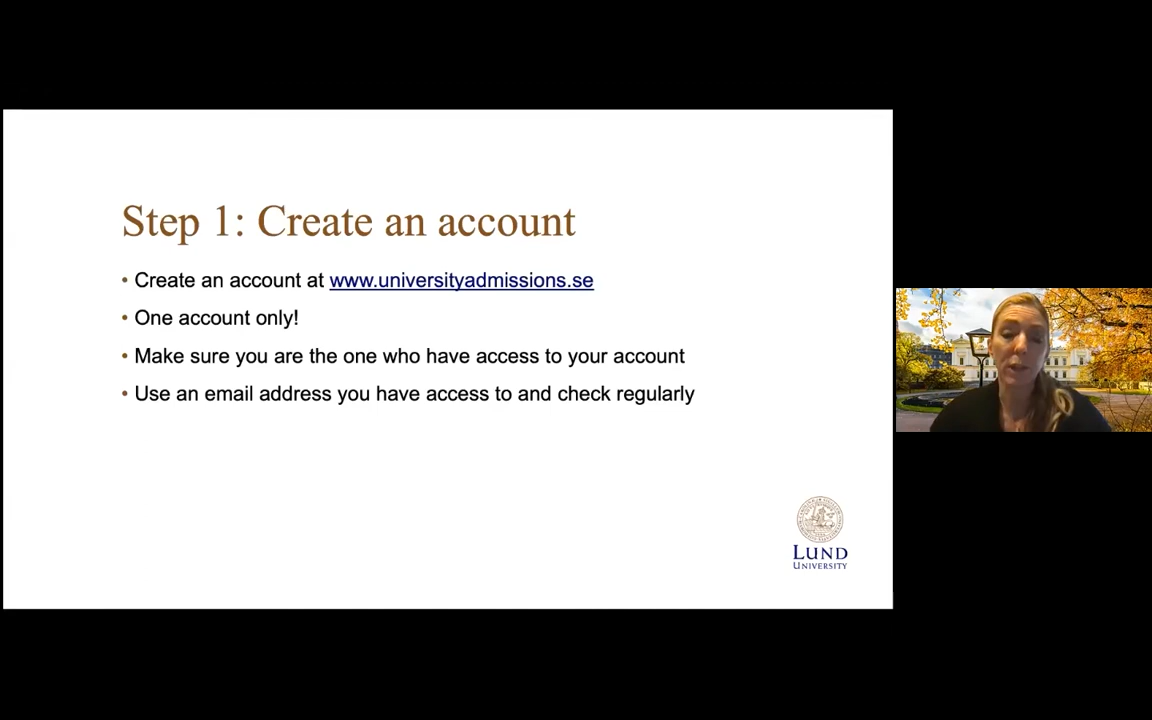 Step 1: Create an account
• Create an account at www.universityadmissions.se
• One account only!
• Make sure you are the one who have access to your account
• Use an email address you have access to and check regularly
LUND
UNIVERSITY